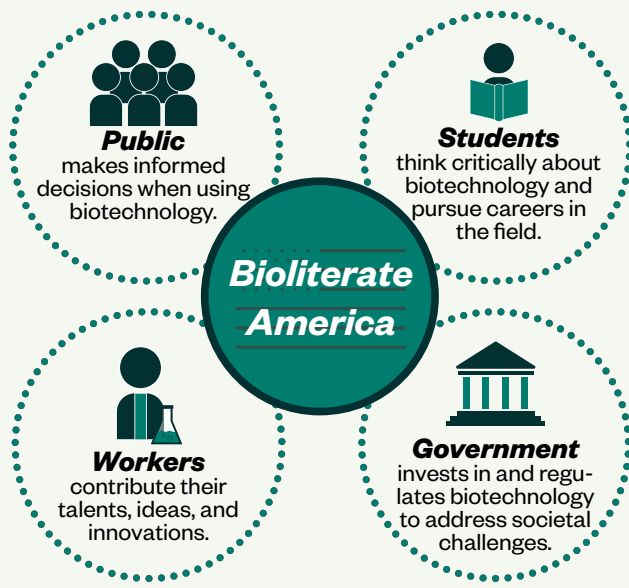 Public
makes informed
decisions when using
biotechnology.
Students
think critically about
biotechnology and
pursue careers in
the field.
Bioliterate
America
Workers
contribute their
talents, ideas, and
innovations.
Government
invests in and regu-
lates biotechnology
to address societal
challenges.